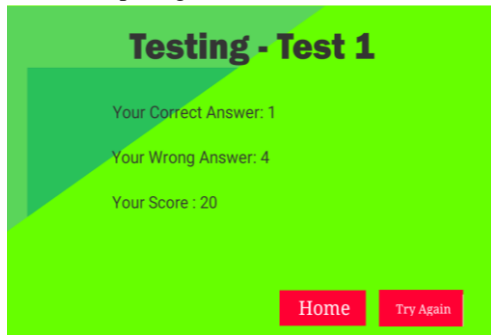 Testing - Test 1
Your Correct Answer: 1
Your Wrong Answer: 4
Your Score : 20
Home Try Again